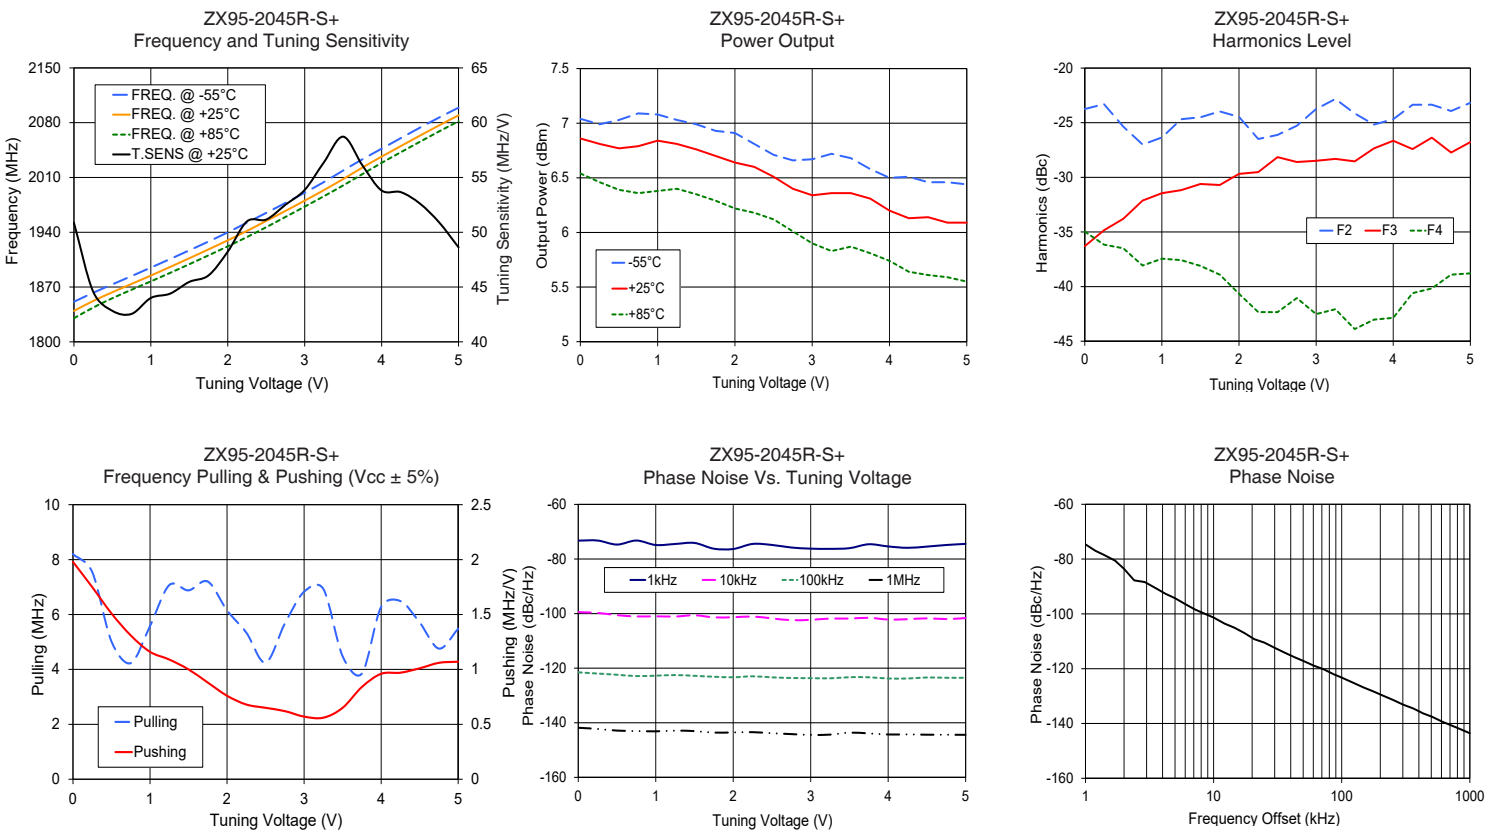 ZX95-2045R-S+
Frequency and Tuning Sensitivity
2150
2080
2010
1940
1870
1800
65
60
55
50
45
40
FREQ. @ -55°C
FREQ. @ +25°C
FREQ. @ +85°C
T.SENS @ +25°C
Frequency (MHz)
Tuning Sensitivity (MHz/V)
0 1 2 3 4 5
Tuning Voltage (V)
ZX95-2045R-S+
Power Output
7.5
7
6.5
6
5.5
5
Output Power (dBm)
-55°C
+25°C
+85°C
0 1 2 3 4 5
Tuning Voltage (V)
ZX95-2045R-S+
Harmonics Level
-20
-25
-30
-35
-40
-45
Harmonics (dBc)
F2 F3 F4
0 1 2 3 4 5
Tuning Voltage (V)
ZX95-2045R-S+
Frequency Pulling & Pushing (Vcc ± 5%)
10
8
6
4
2
0
2.5
2
1.5
1
0.5
0
Pulling (MHz)
Pushing (MHz/V)
Pulling
Pushing
0 1 2 3 4 5
Tuning Voltage (V)
ZX95-2045R-S+
Phase Noise Vs. Tuning Voltage
-60
-80
-100
-120
-140
-160
Phase Noise (dBc/Hz)
1kHz 10kHz 100kHz 1MHz
0 1 2 3 4 5
Tuning Voltage (V)
ZX95-2045R-S+
Phase Noise
-60
-80
-100
-120
-140
-160
Phase Noise (dBc/Hz)
1 10 100 1000
Frequency Offset (kHz)